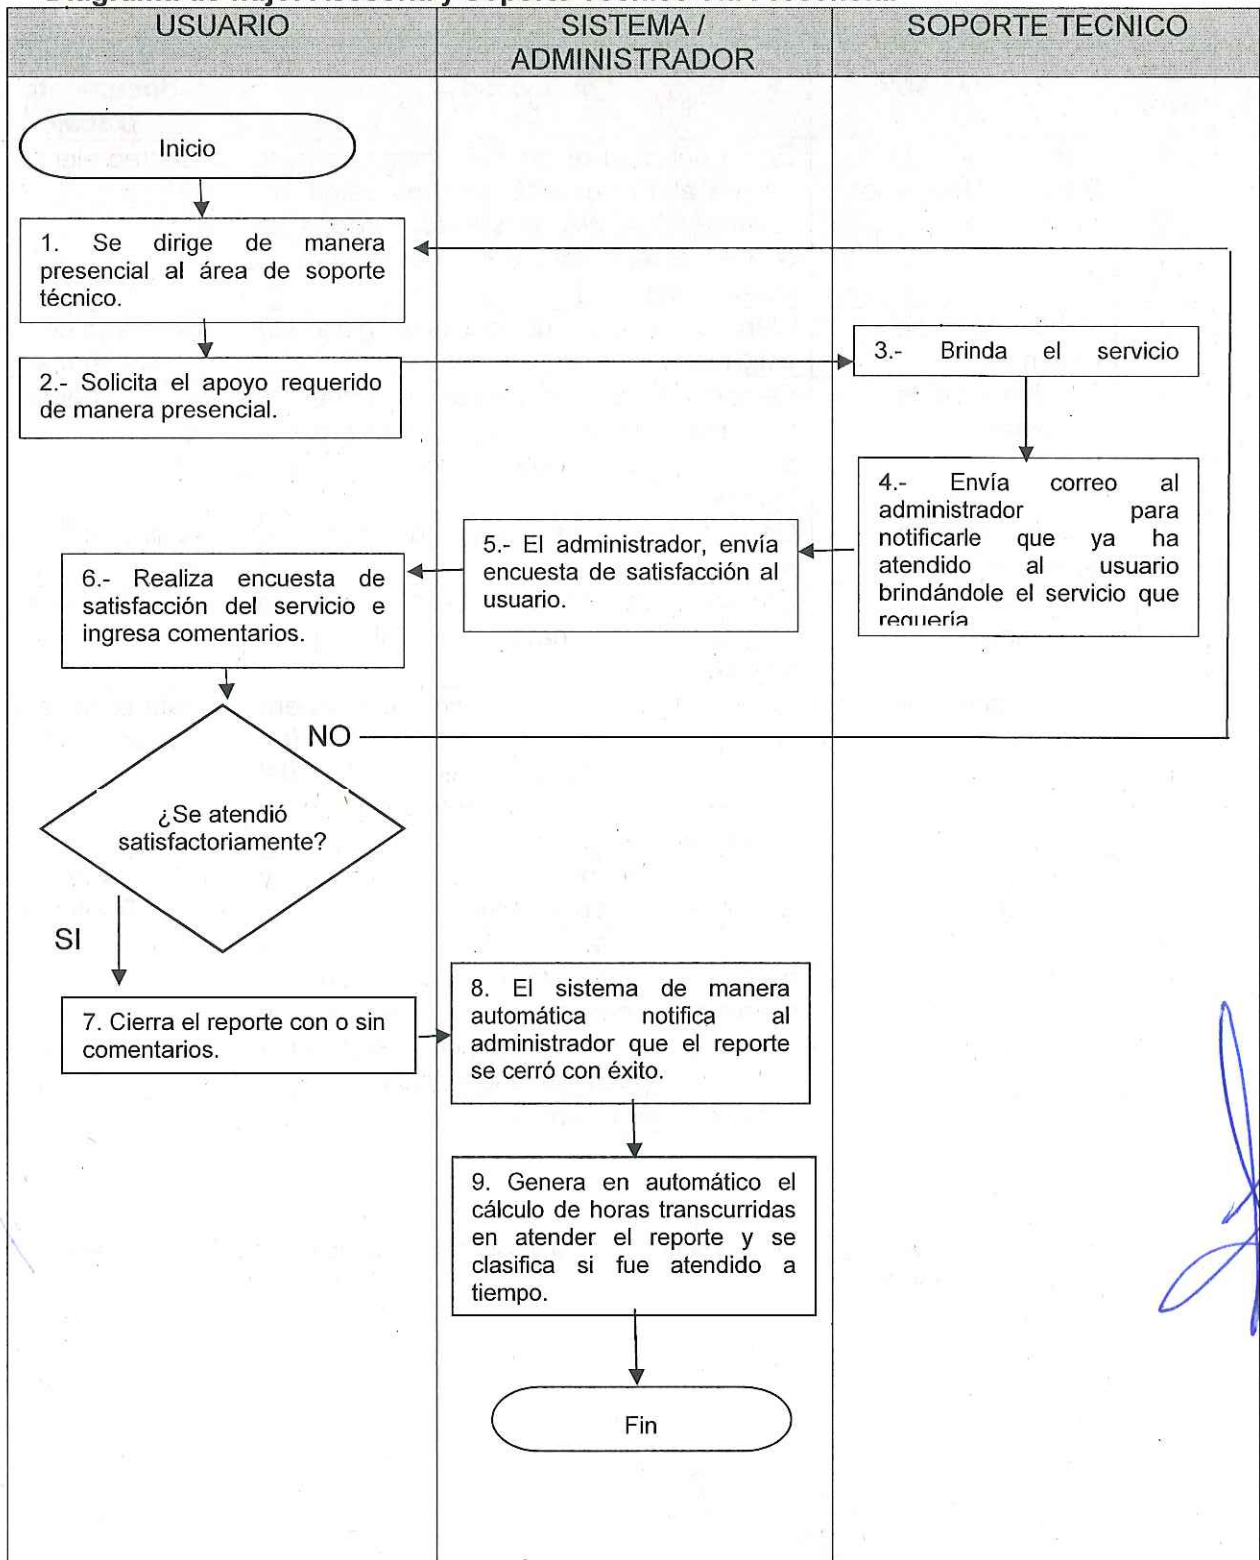 USUARIO
SISTEMA /
ADMINISTRADOR
SOPORTE TECNICO
Inicio
1. Se dirige de manera
presencial al área de soporte
técnico.
2.- Solicita el apoyo requerido
de manera presencial.
3.- Brinda el servicio
4.- Envía correo al
administrador para
notificarle que ya ha
atendido al usuario
brindándole el servicio que
requería
5.- El administrador, envía
encuesta de satisfacción al
usuario.
6.- Realiza encuesta de
satisfacción del servicio e
ingresa comentarios.
NO
¿Se atendió
satisfactoriamente?
SI
7. Cierra el reporte con o sin
comentarios.
8. El sistema de manera
automática notifica al
administrador que el reporte
se cerró con éxito.
9. Genera en automático el
cálculo de horas transcurridas
en atender el reporte y se
clasifica si fue atendido a
tiempo.
Fin